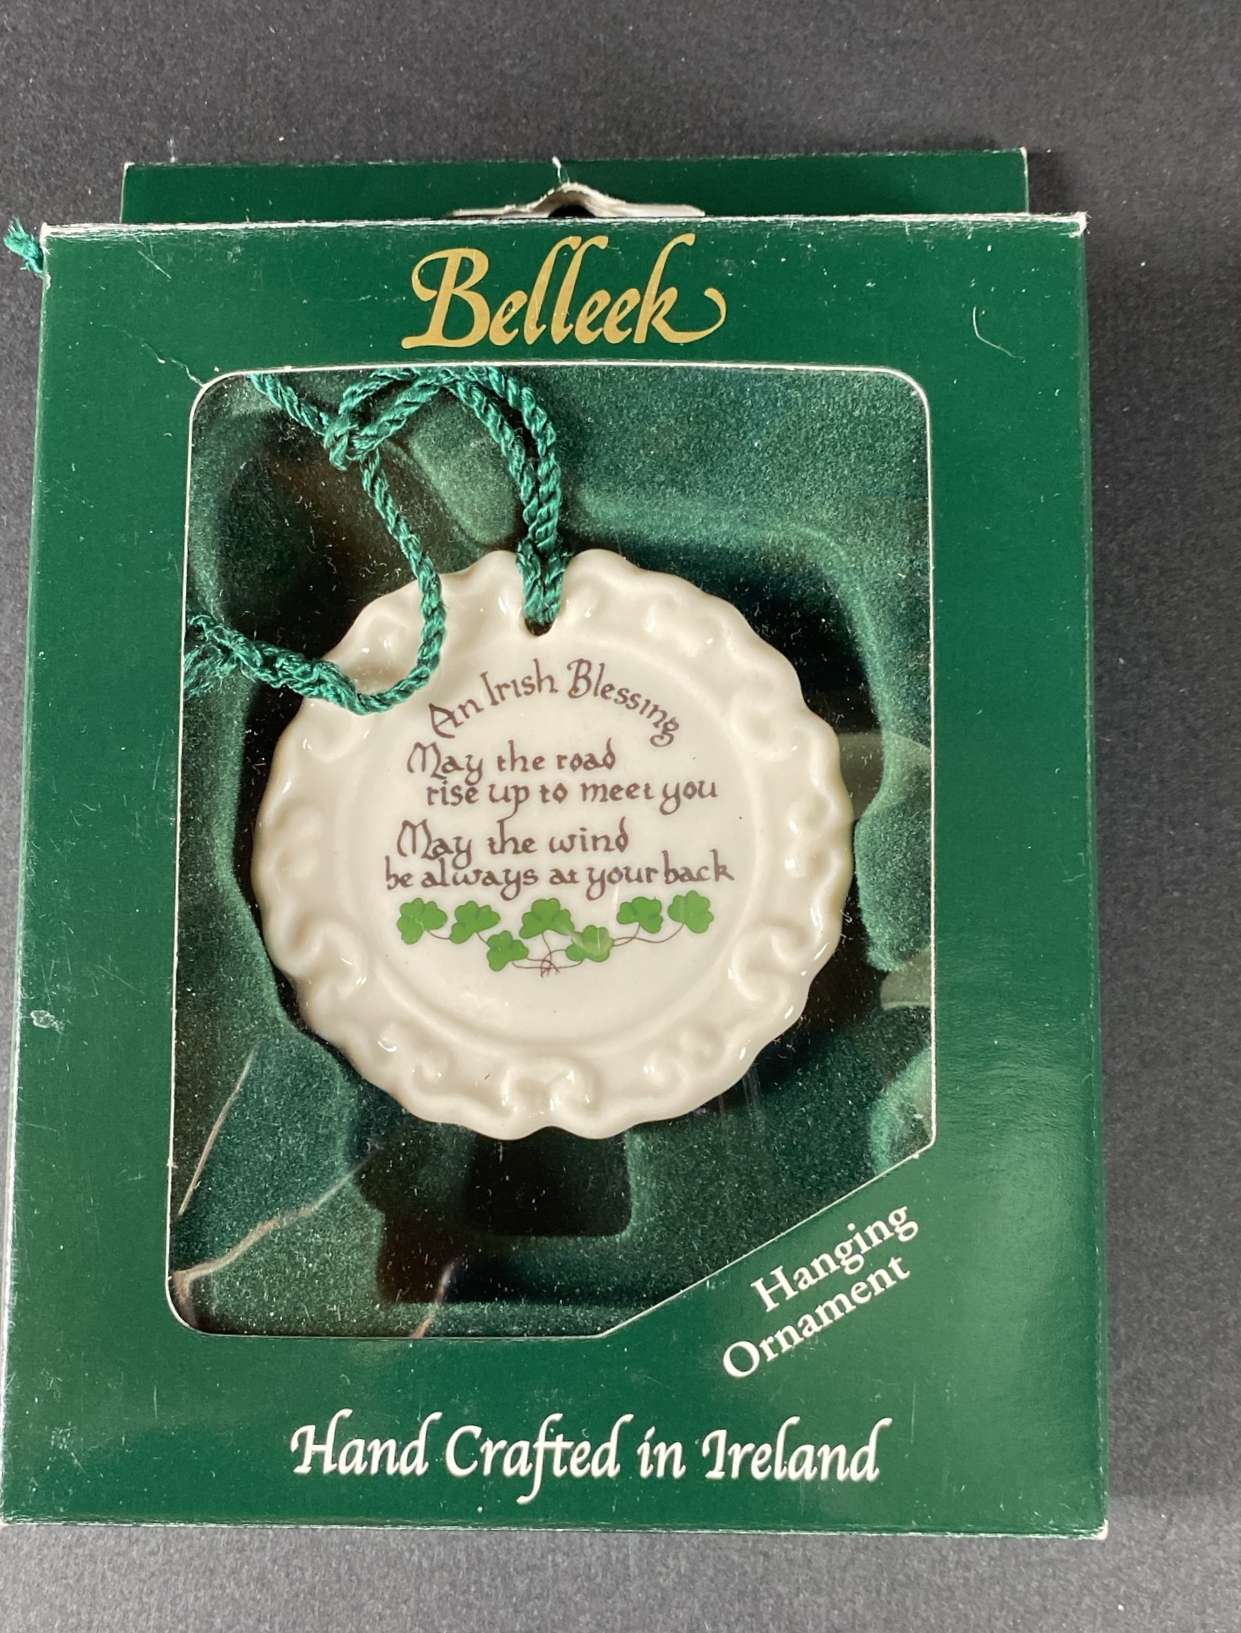 Belleek
An Irish Blessing
May the road
rise up to meet you
May the wind
be always at your back
Hanging
Ornament
Hand Crafted in Ireland